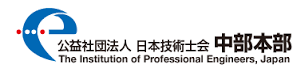 公益社団法人 日本技術士会 中部本部
The Institution of Professional Engineers, Japan